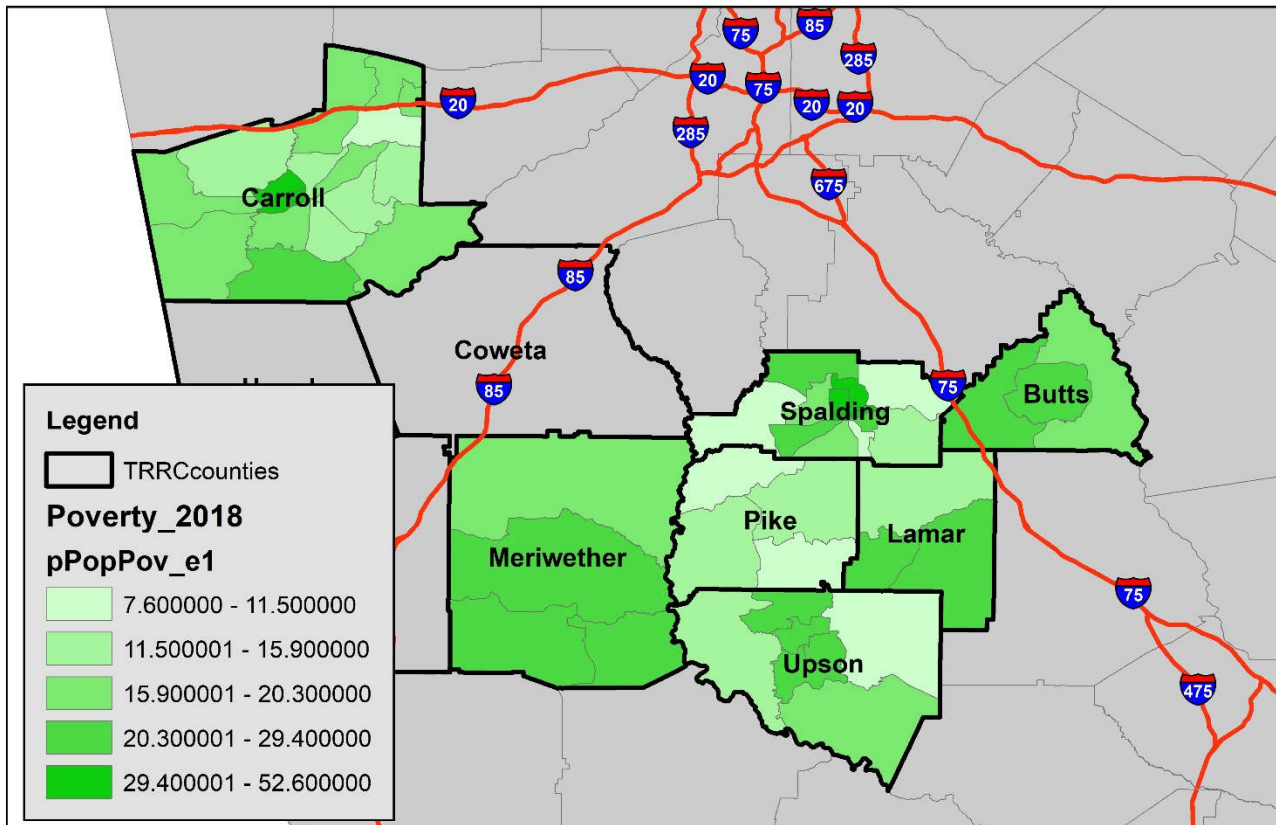 75
85
285
20
20
75
20
20
285
675
Carroll
85
Coweta
85
75
Butts
Spalding
Pike
Lamar
Meriwether
75
Upson
475
Legend
TRRCcounties
Poverty_2018
pPopPov_e1
7.600000 - 11.500000
11.500001 - 15.900000
15.900001 - 20.300000
20.300001 - 29.400000
29.400001 - 52.600000